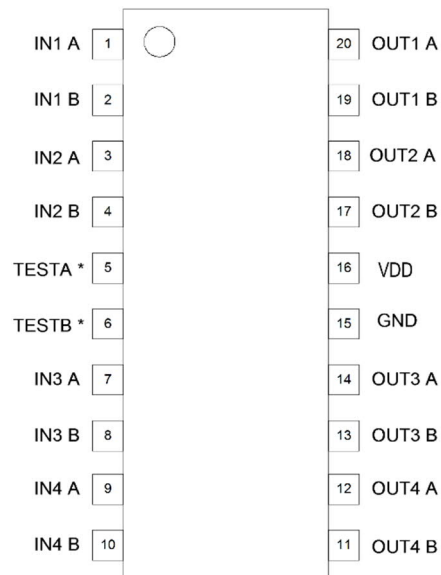 IN1 A 1 20 OUT1 A
IN1 B 2 19 OUT1 B
IN2 A 3 18 OUT2 A
IN2 B 4 17 OUT2 B
TESTA * 5 16 VDD
TESTB * 6 15 GND
IN3 A 7 14 OUT3 A
IN3 B 8 13 OUT3 B
IN4 A 9 12 OUT4 A
IN4 B 10 11 OUT4 B